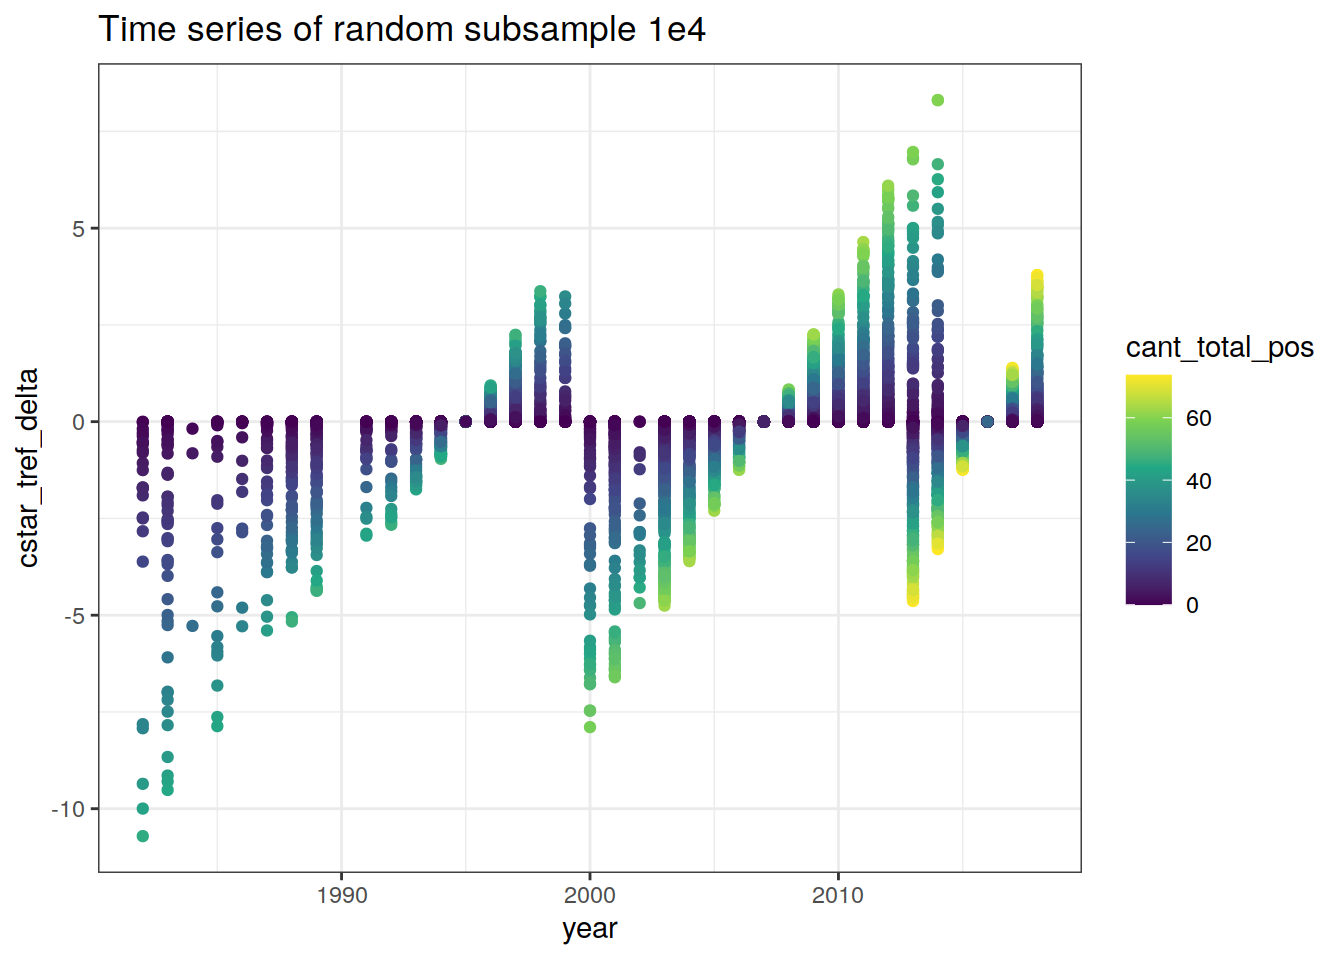 Time series of random subsample 1e4
cstar_tref_delta
5
0
-5
-10
1990
2000
2010
year
cant_total_pos
60
40
20
0